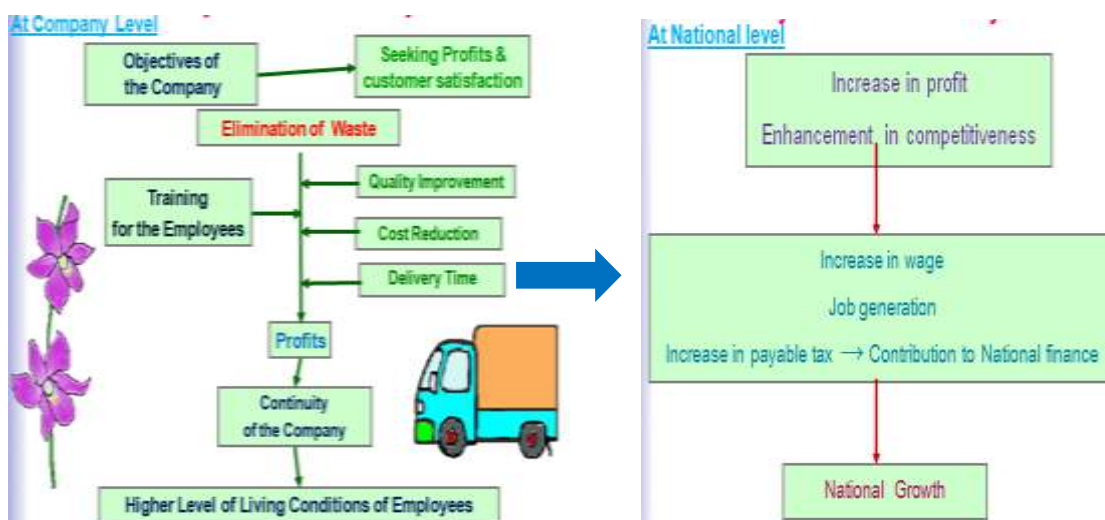 At Company Level
Objectives of
the Company
Seeking Profits &
customer satisfaction
Elimination of Waste
Quality Improvement
Training
for the Employees
Cost Reduction
Delivery Time
Profits
Continuity
of the Company
Higher Level of Living Conditions of Employees
At National level
Increase in profit
Enhancement in competitiveness
Increase in wage
Job generation
Increase in payable tax → Contribution to National finance
National Growth